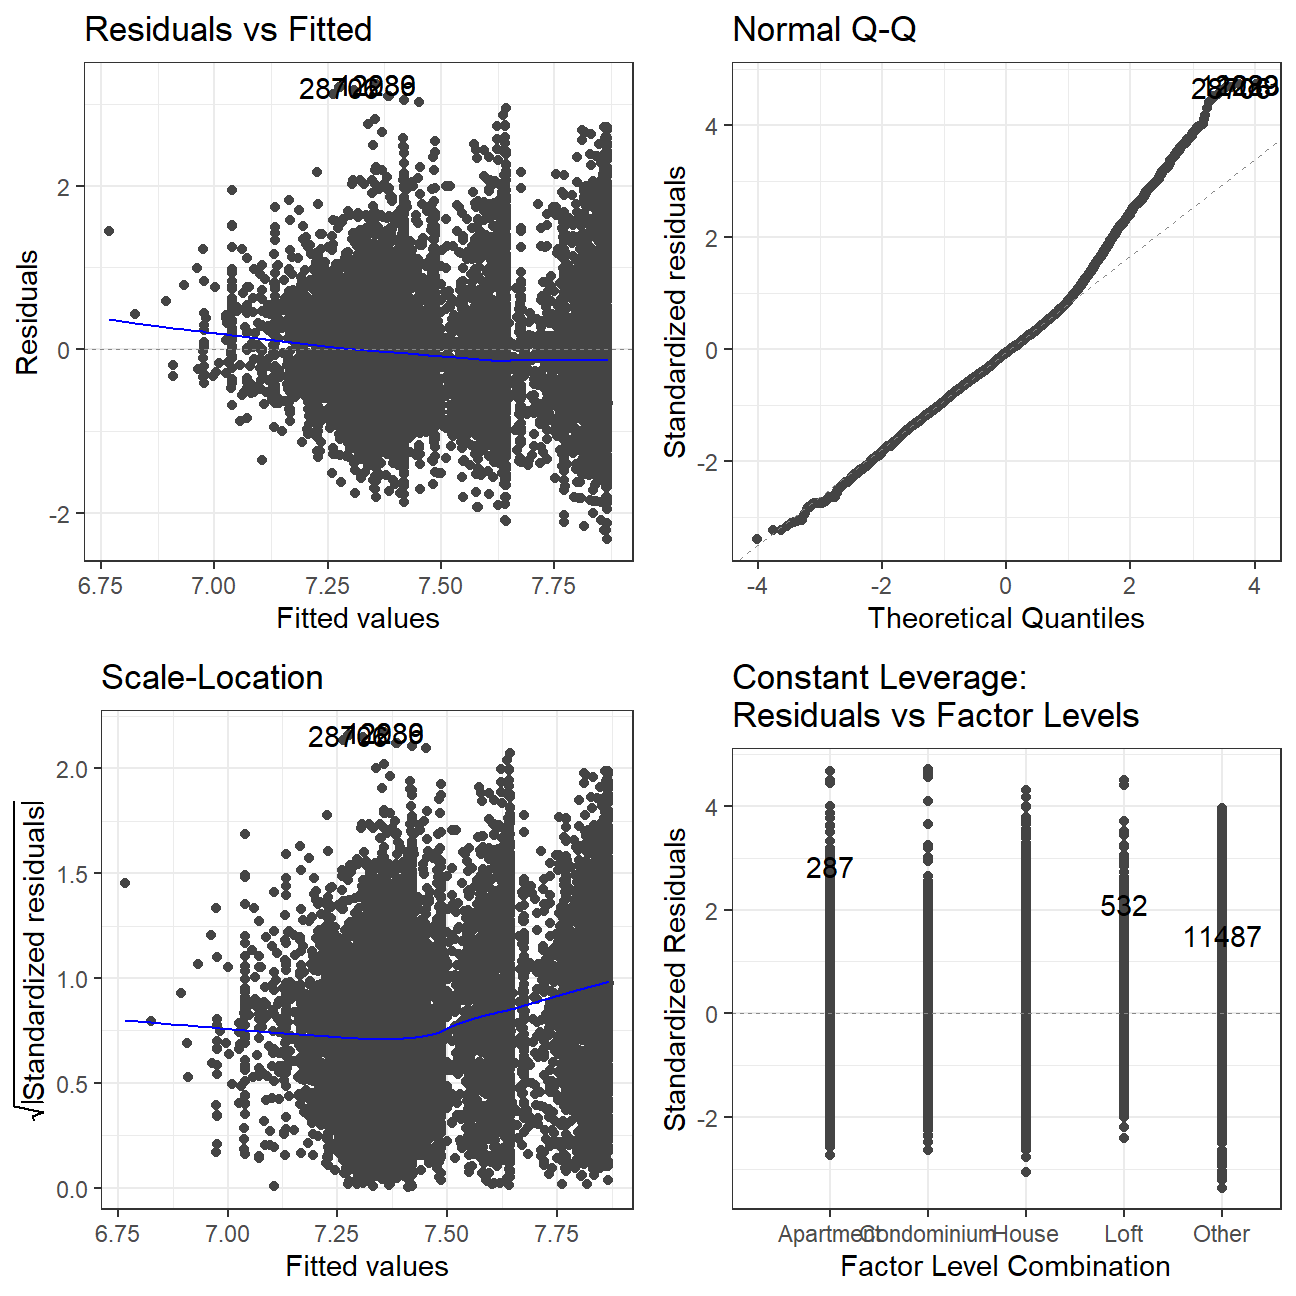 Residuals vs Fitted
2
0
-2
Residuals
6.75 7.00 7.25 7.50 7.75
Fitted values
Normal Q-Q
4
2
0
-2
Standardized residuals
-4 -2 0 2 4
Theoretical Quantiles
Scale-Location
2.0
1.5
1.0
0.5
0.0
√|Standardized residuals|
6.75 7.00 7.25 7.50 7.75
Fitted values
Constant Leverage:
Residuals vs Factor Levels
4
2
0
-2
Standardized Residuals
287
532
11487
Apartment Condominium House Loft Other
Factor Level Combination